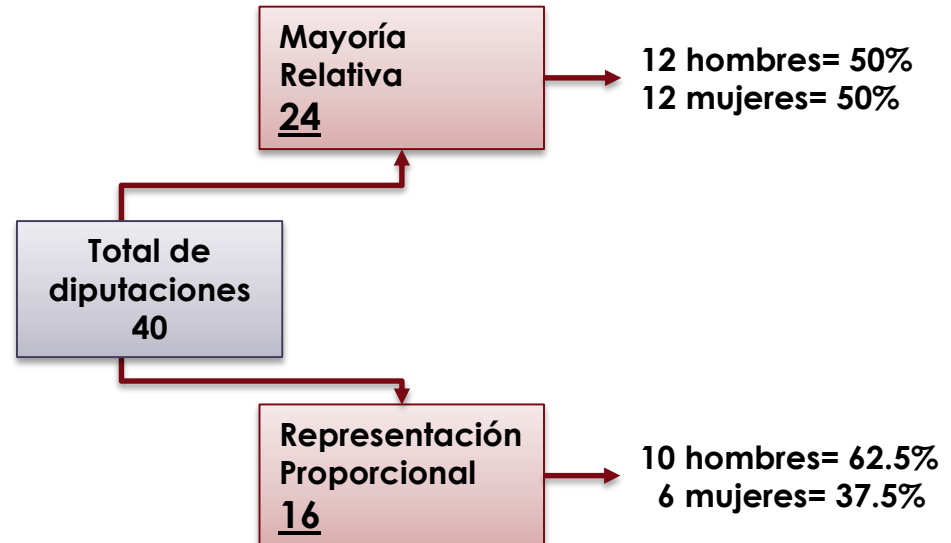 Mayoría
Relativa
24
12 hombres= 50%
12 mujeres= 50%
Total de
diputaciones
40
Representación
Proporcional
16
10 hombres= 62.5%
6 mujeres= 37.5%